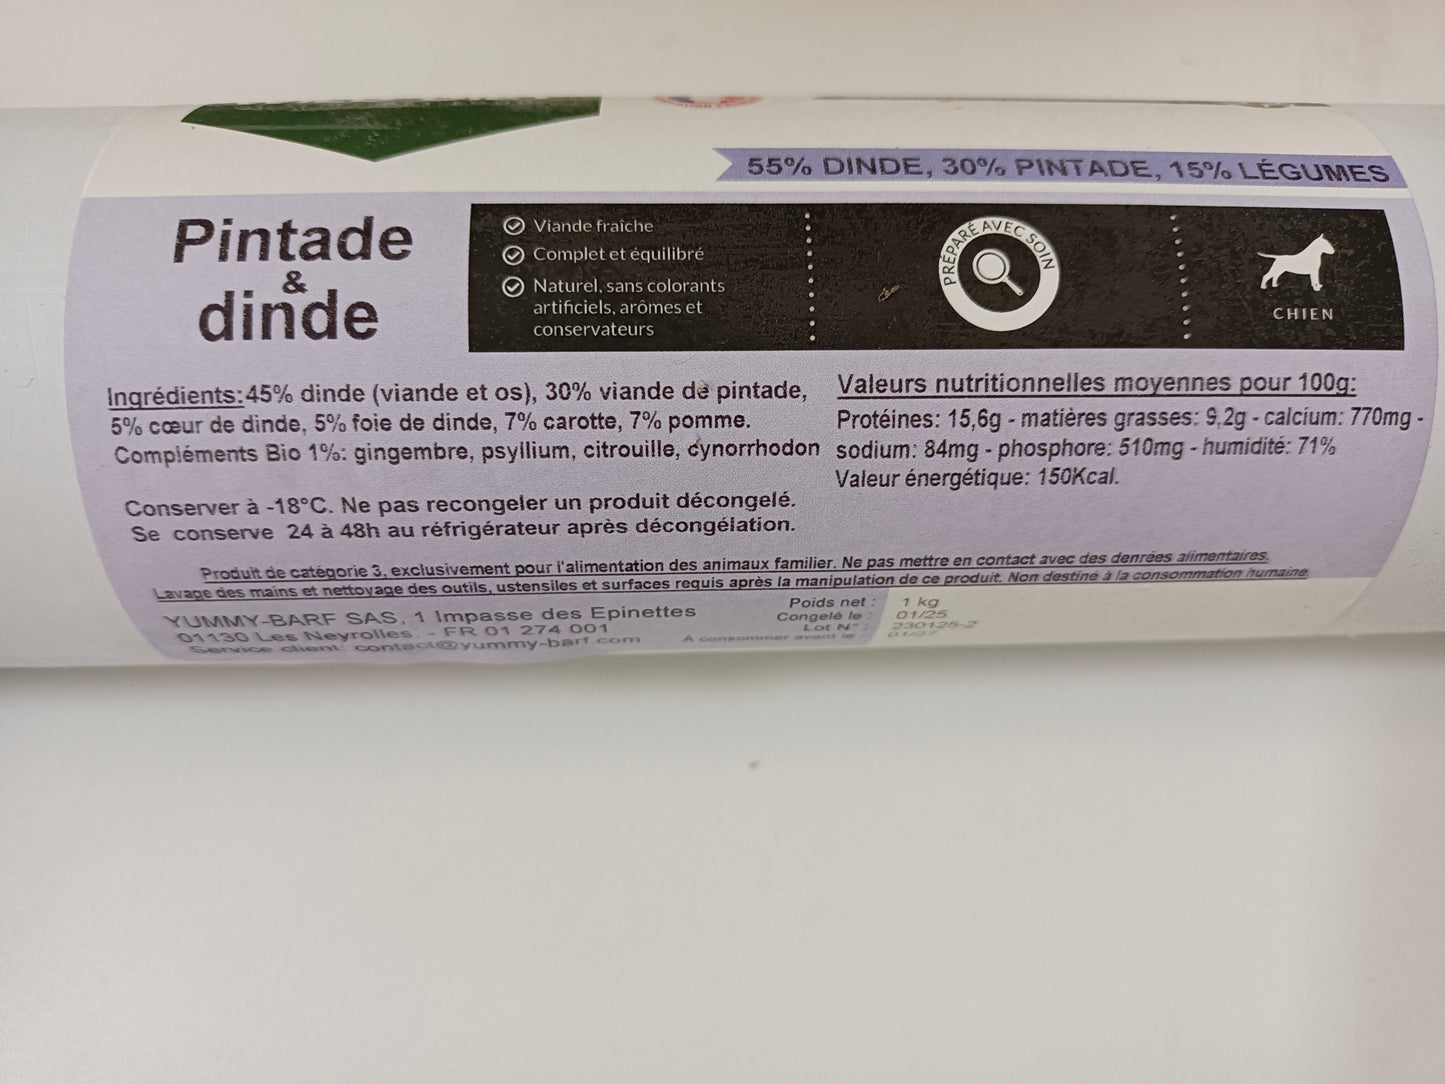 55% DINDE, 30% PINTADE, 15% LÉGUMES
Pintade
&
dinde
Viande fraîche
Complet et équilibré
Naturel, sans colorants
artificiels, arômes et
conservateurs
PRÉPARÉ AVEC SOIN
CHIEN
Ingrédients: 45% dinde (viande et os), 30% viande de pintade,
5% cœur de dinde, 5% foie de dinde, 7% carotte, 7% pomme.
Compléments Bio 1%: gingembre, psyllium, citrouille, cynorrhodon
Valeurs nutritionnelles moyennes pour 100g:
Protéines: 15,6g - matières grasses: 9,2g - calcium: 770mg -
sodium: 84mg - phosphore: 510mg - humidité: 71%
Valeur énergétique: 150Kcal.
Conserver à -18°C. Ne pas recongeler un produit décongelé.
Se conserve 24 à 48h au réfrigérateur après décongélation.
Produit de catégorie 3, exclusivement pour l'alimentation des animaux familier. Ne pas mettre en contact avec des denrées alimentaires.
Lavage des mains et nettoyage des outils, ustensiles et surfaces requis après la manipulation de ce produit. Non destiné à la consommation humaine.
YUMMY-BARF SAS, 1 Impasse des Epinettes
01130 Les Neyrolles. - FR 01 274 001
Service client: contact@yummy-barf.com
Poids net : 1 kg
Congelé le : 01/25
Lot N° : 230125-2
A consommer avant le 01/27